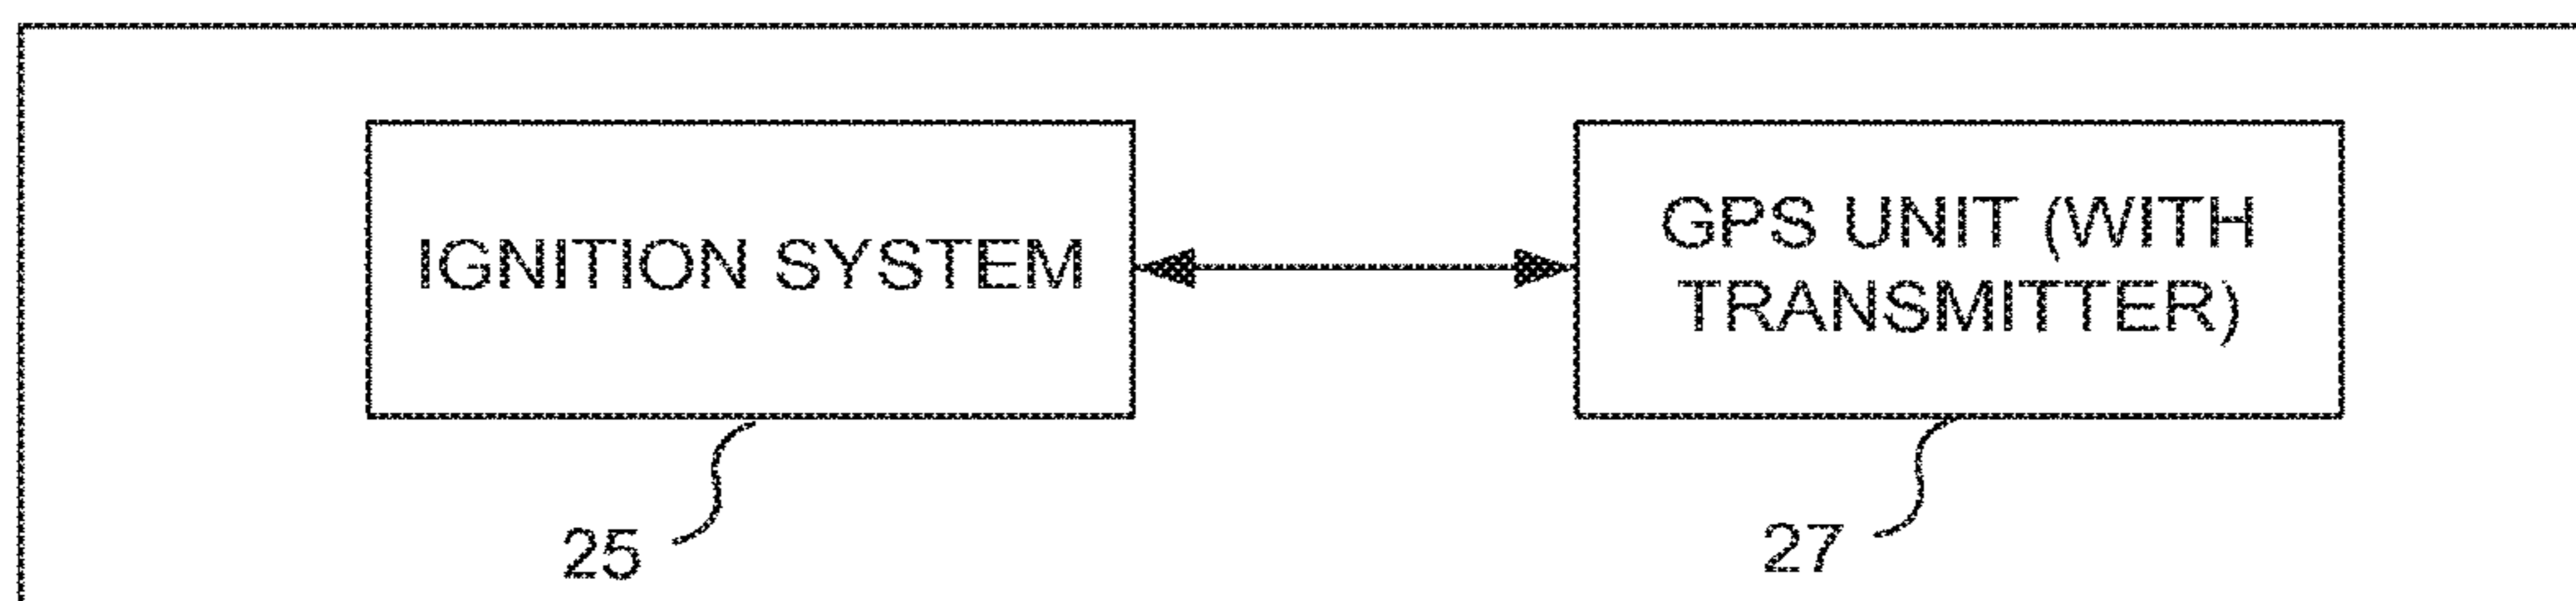 IGNITION SYSTEM
GPS UNIT (WITH
TRANSMITTER)
25
27